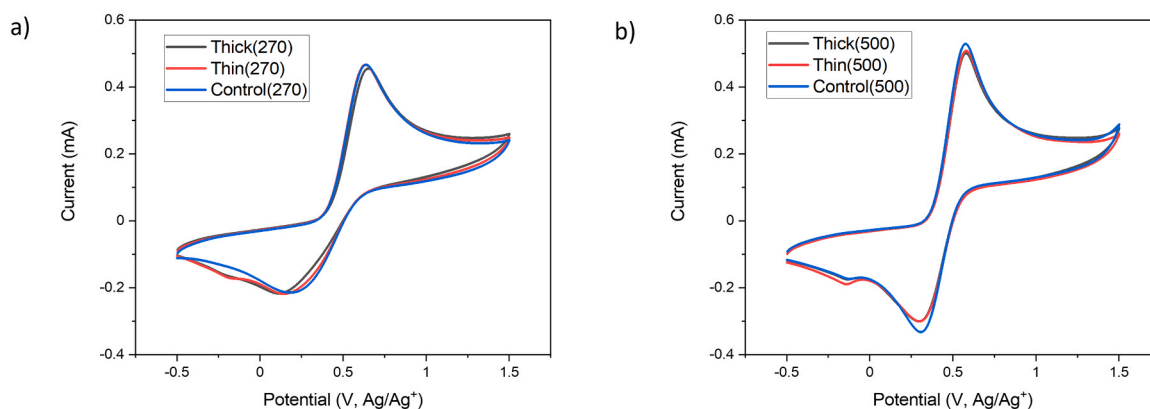 a)
0.6
0.4
0.2
0
-0.2
-0.4
Current (mA)
Thick(270)
Thin(270)
Control(270)
-0.5
0
0.5
1
1.5
Potential (V, Ag/Ag⁺)
b)
0.6
0.4
0.2
0
-0.2
-0.4
Current (mA)
Thick(500)
Thin(500)
Control(500)
-0.5
0
0.5
1
1.5
Potential (V, Ag/Ag⁺)